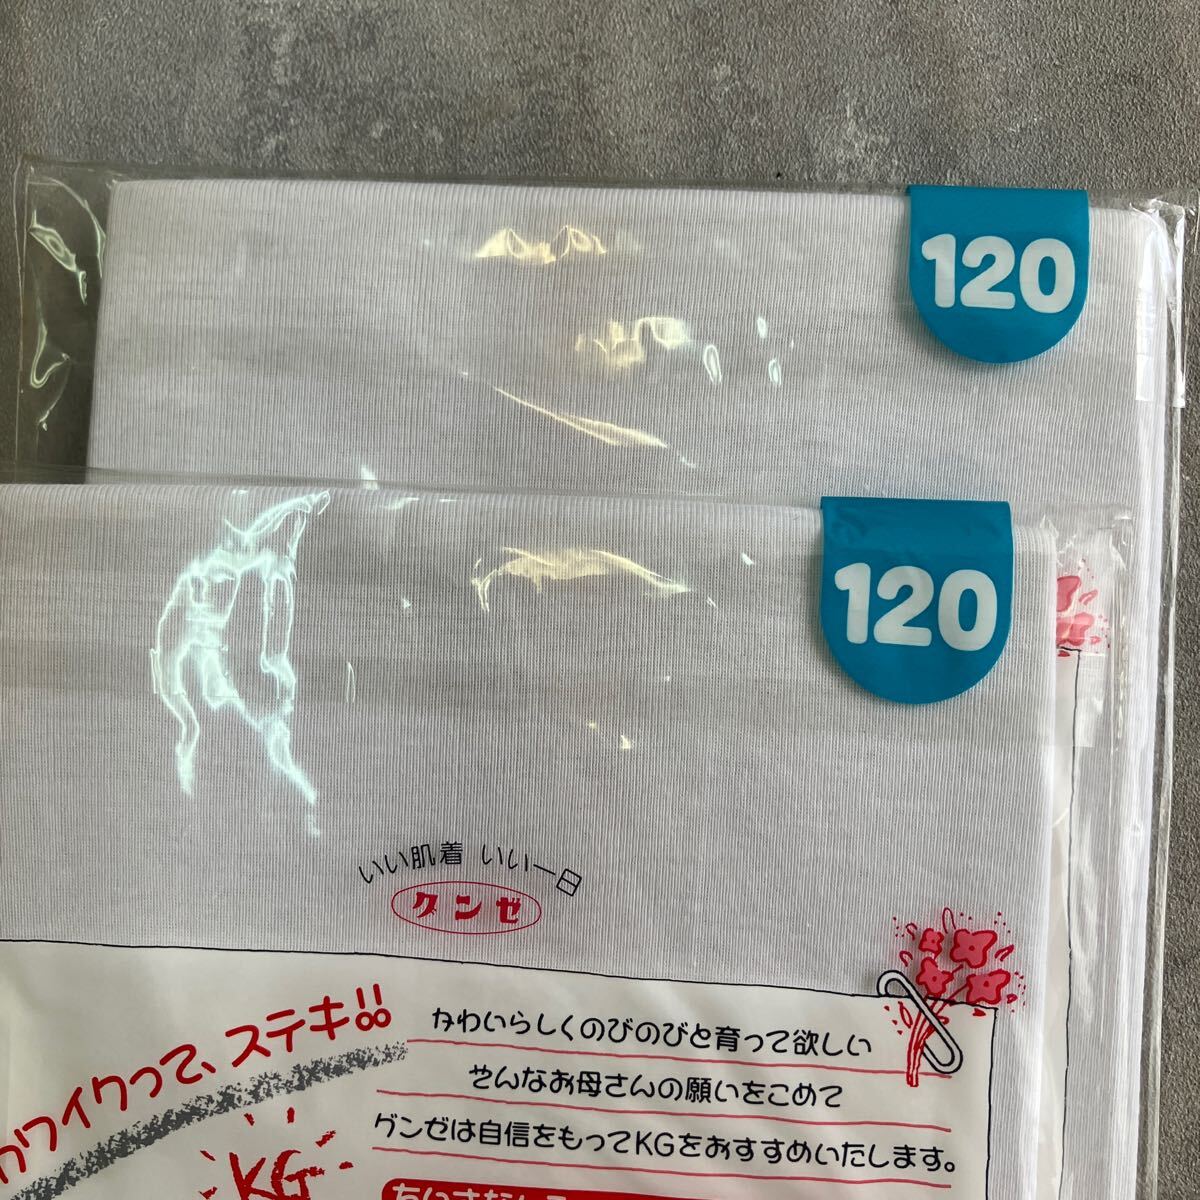 120
120
いい肌着 いい一日
グンゼ
カワイクって、ステキ!!
かわいらしくのびのびと育って欲しい
そんなお母さんの願いをこめて
グンゼは自信をもってKGをおすすめいたします。
KG